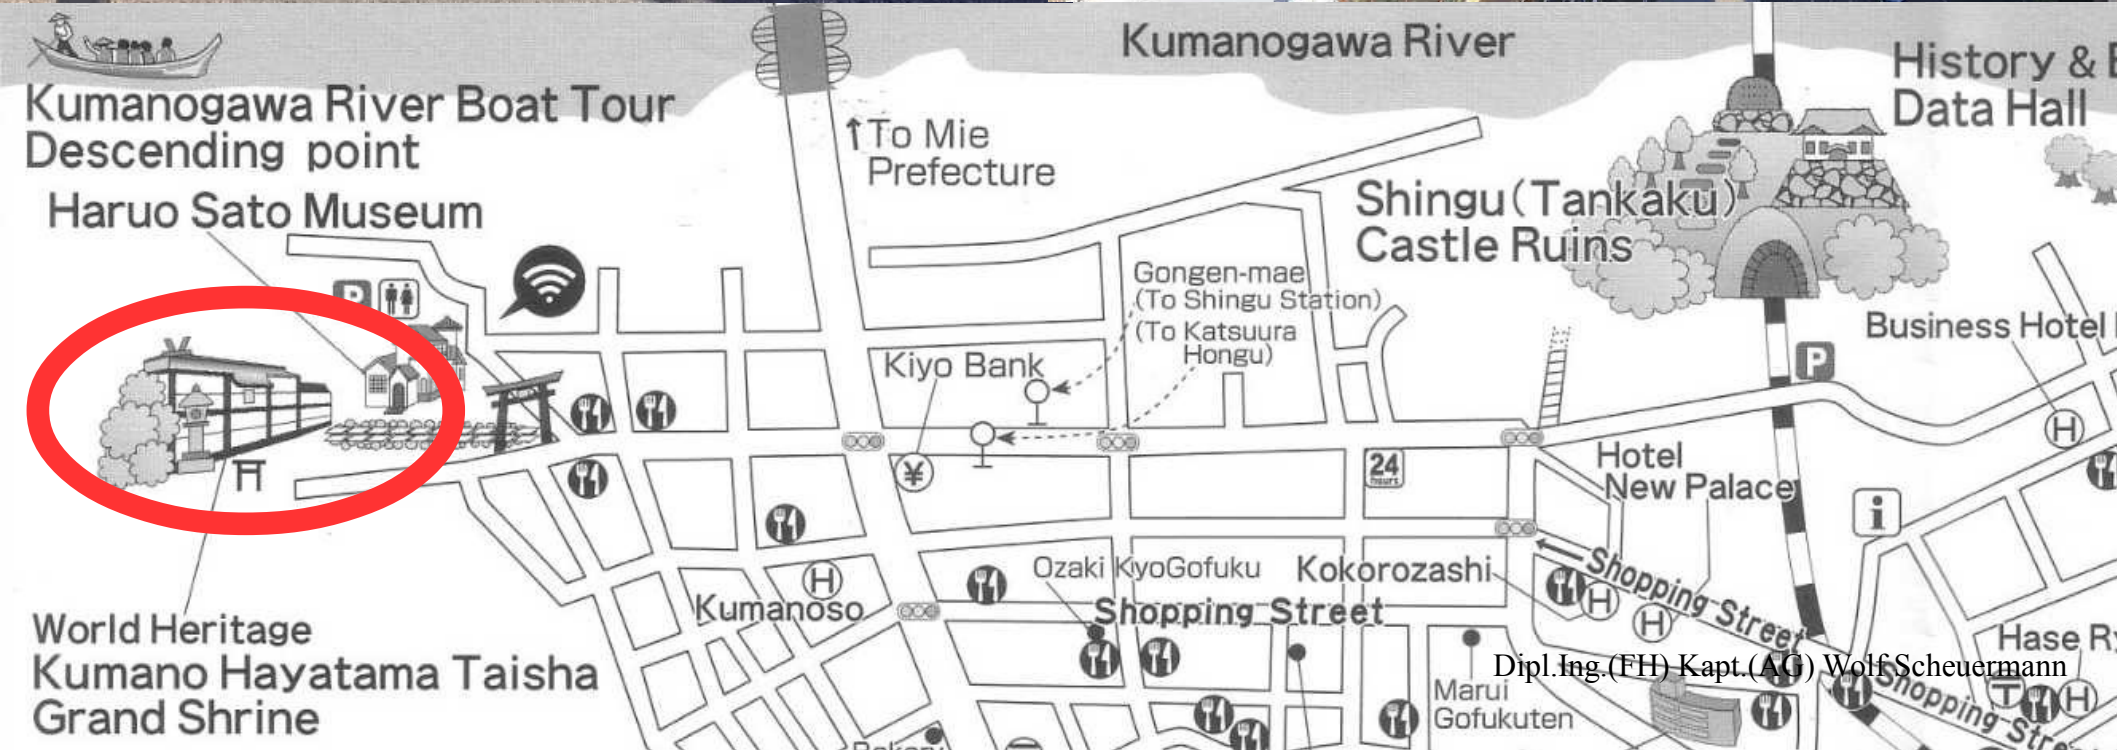 Kumanogawa River
History &
Data Hall
Kumanogawa River Boat Tour
Descending point
↑To Mie
Prefecture
Haruo Sato Museum
Shingu(Tankaku)
Castle Ruins
P
Gongen-mae
(To Shingu Station)
(To Katsuura
Hongu)
Business Hotel
P
Kiyo Bank
H
¥
24
hours
Hotel
New Palace
i
Ozaki KyoGofuku
Kokorozashi
Shopping Street
H
Kumanoso
Shopping Street
H
H
World Heritage
Kumano Hayatama Taisha
Grand Shrine
Hase
Dipl.Ing.(FH) Kapt.(AG) Wolf Scheuermann
Marui
Gofukuten
H
Shopping